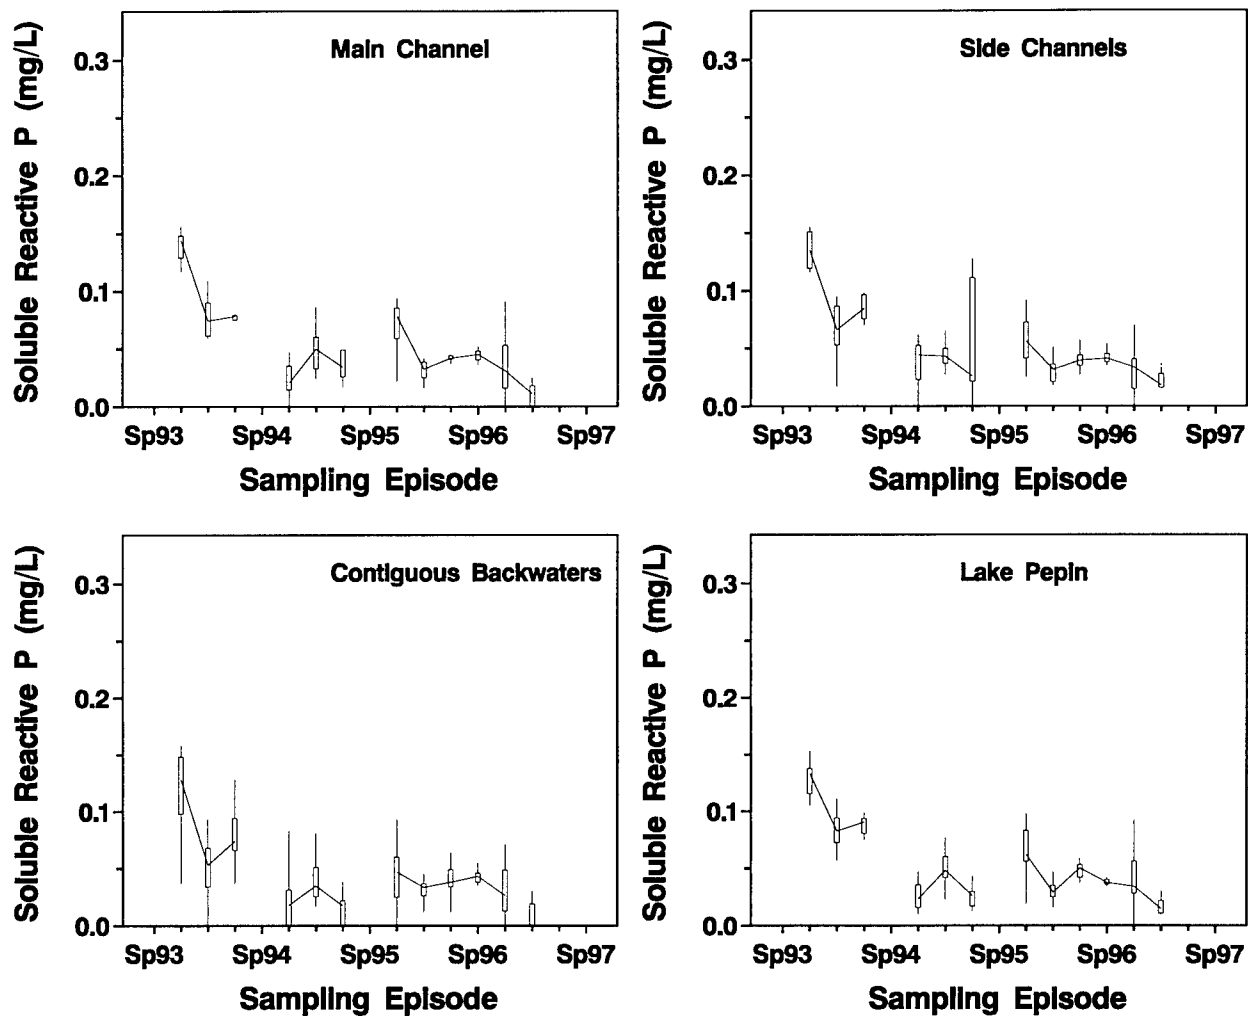 Main Channel
Soluble Reactive P (mg/L)
0.3
0.2
0.1
0.0
Sp93 Sp94 Sp95 Sp96 Sp97
Sampling Episode
Side Channels
Soluble Reactive P (mg/L)
0.3
0.2
0.1
0.0
Sp93 Sp94 Sp95 Sp96 Sp97
Sampling Episode
Contiguous Backwaters
Soluble Reactive P (mg/L)
0.3
0.2
0.1
0.0
Sp93 Sp94 Sp95 Sp96 Sp97
Sampling Episode
Lake Pepin
Soluble Reactive P (mg/L)
0.3
0.2
0.1
0.0
Sp93 Sp94 Sp95 Sp96 Sp97
Sampling Episode